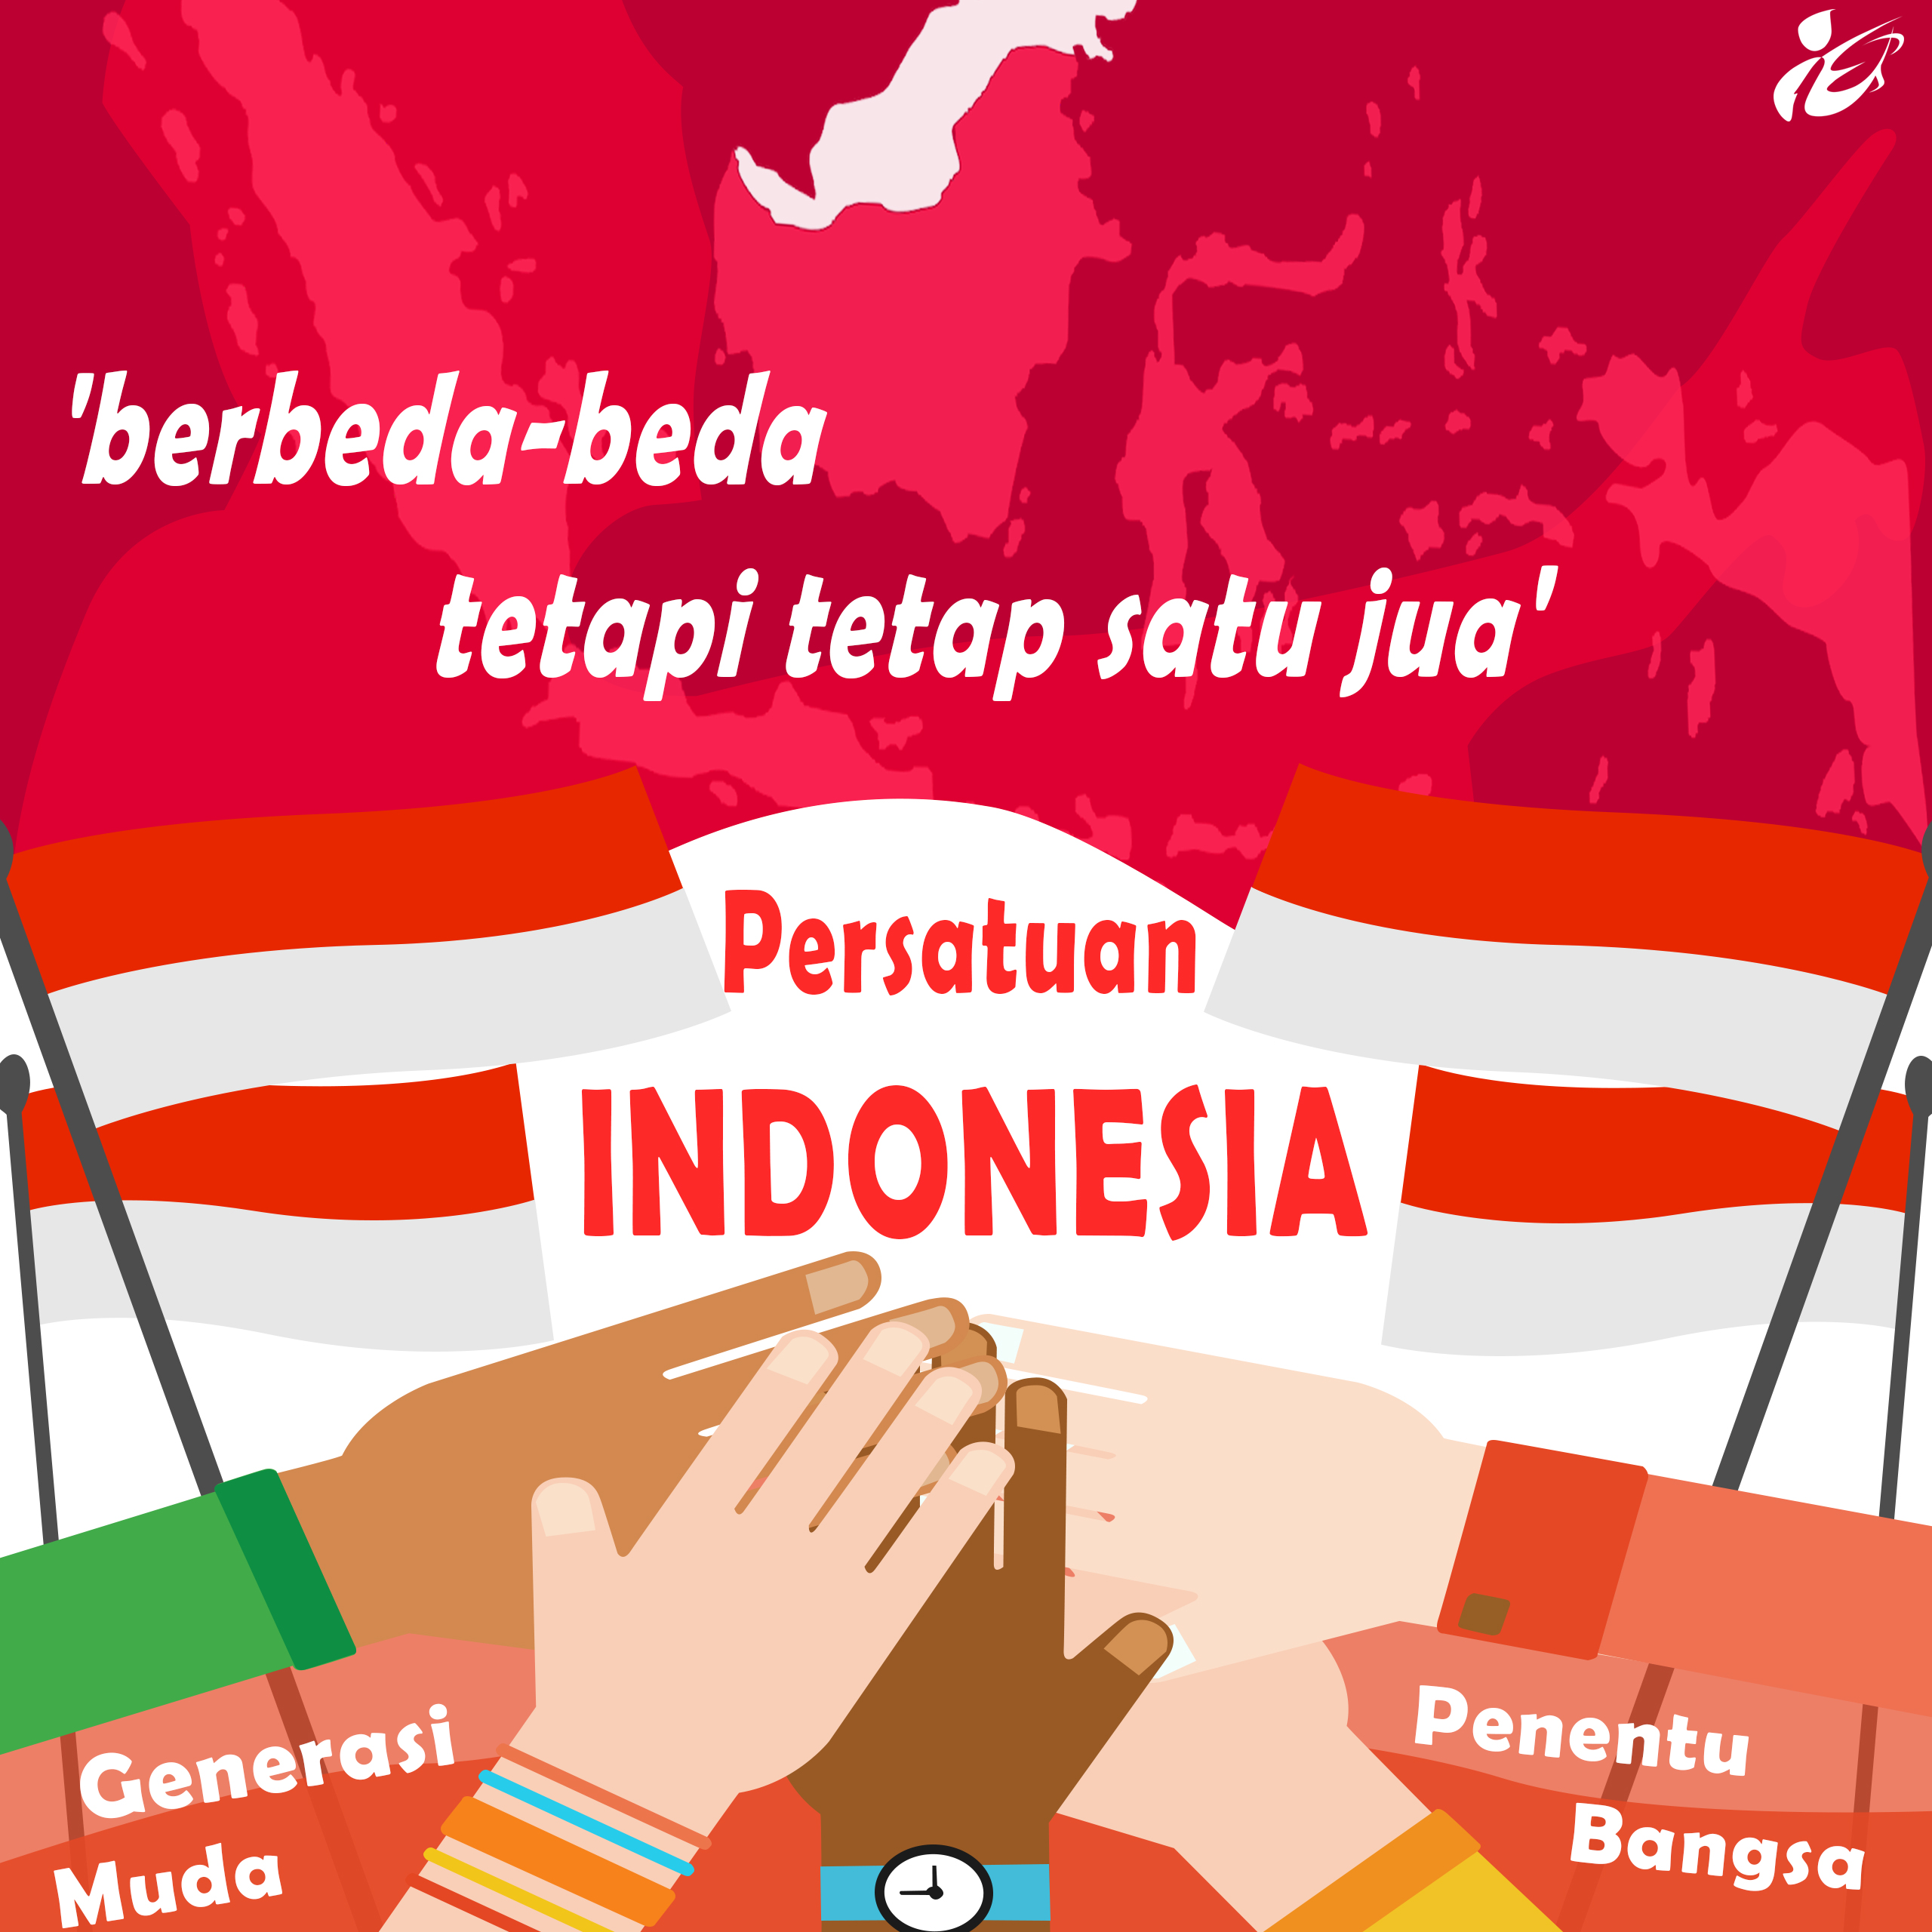 'berbeda-beda
tetapi tetap satu jua'
Persatuan
INDONESIA
Generasi
Muda
Penentu
Bangsa